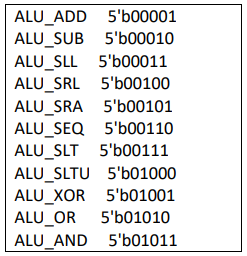 ALU_ADD 5'b00001
ALU_SUB 5'b00010
ALU_SLL 5'b00011
ALU_SRL 5'b00100
ALU_SRA 5'b00101
ALU_SEQ 5'b00110
ALU_SLT 5'b00111
ALU_SLTU 5'b01000
ALU_XOR 5'b01001
ALU_OR 5'b01010
ALU_AND 5'b01011